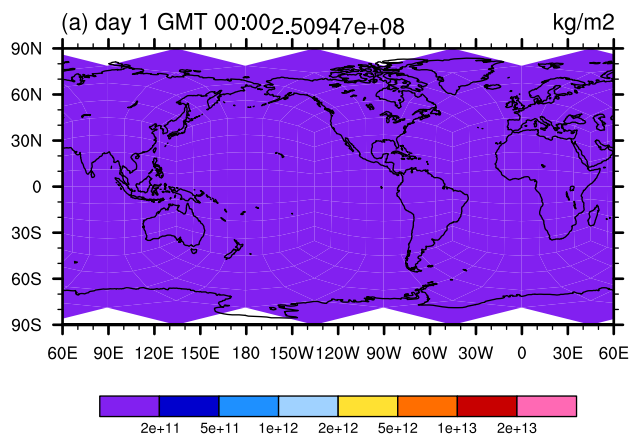 (a) day 1 GMT 00:00 2.50947e+08 kg/m2
90N
60N
30N
0
30S
60S
90S
60E 90E 120E 150E 180 150W 120W 90W 60W 30W 0 30E 60E
2e+11 5e+11 1e+12 2e+12 5e+12 1e+13 2e+13